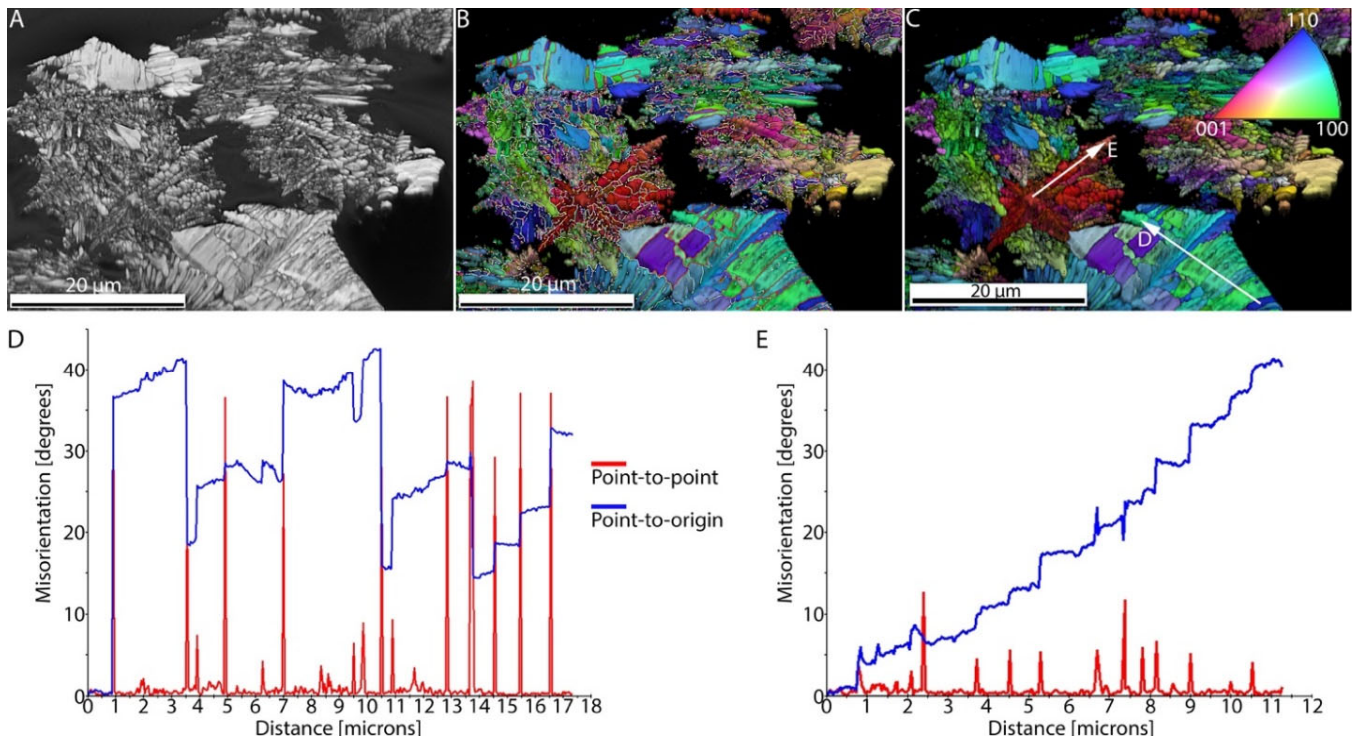 A
B
C
110
001
100
E
D
20 µm
20 µm
20 µm
D
Misorientation [degrees]
40
30
20
10
0
0 1 2 3 4 5 6 7 8 9 10 11 12 13 14 15 16 17 18
Distance [microns]
Point-to-point
Point-to-origin
E
Misorientation [degrees]
40
30
20
10
0
0 1 2 3 4 5 6 7 8 9 10 11 12
Distance [microns]